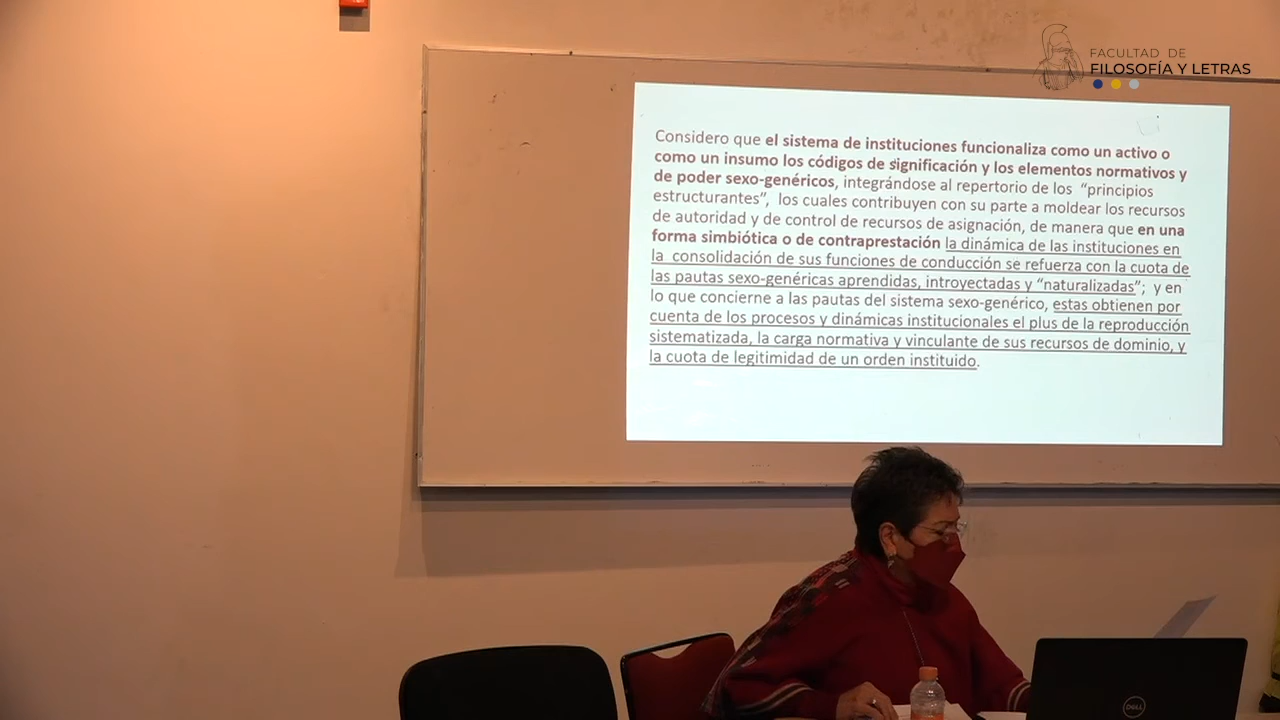 FACULTAD DE
FILOSOFÍA Y LETRAS
Considero que el sistema de instituciones funcionaliza como un activo o
como un insumo los códigos de significación y los elementos normativos y
de poder sexo-genéricos, integrándose al repertorio de los “principios
estructurantes”, los cuales contribuyen con su parte a moldear los recursos
de autoridad y de control de recursos de asignación, de manera que en una
forma simbiótica o de contraprestación la dinámica de las instituciones en
la consolidación de sus funciones de conducción se refuerza con la cuota de
las pautas sexo-genéricas aprendidas, introyectadas y “naturalizadas”; y en
lo que concierne a las pautas del sistema sexo-genérico, estas obtienen por
cuenta de los procesos y dinámicas institucionales el plus de la reproducción
sistematizada, la carga normativa y vinculante de sus recursos de dominio, y
la cuota de legitimidad de un orden instituido.
DELL